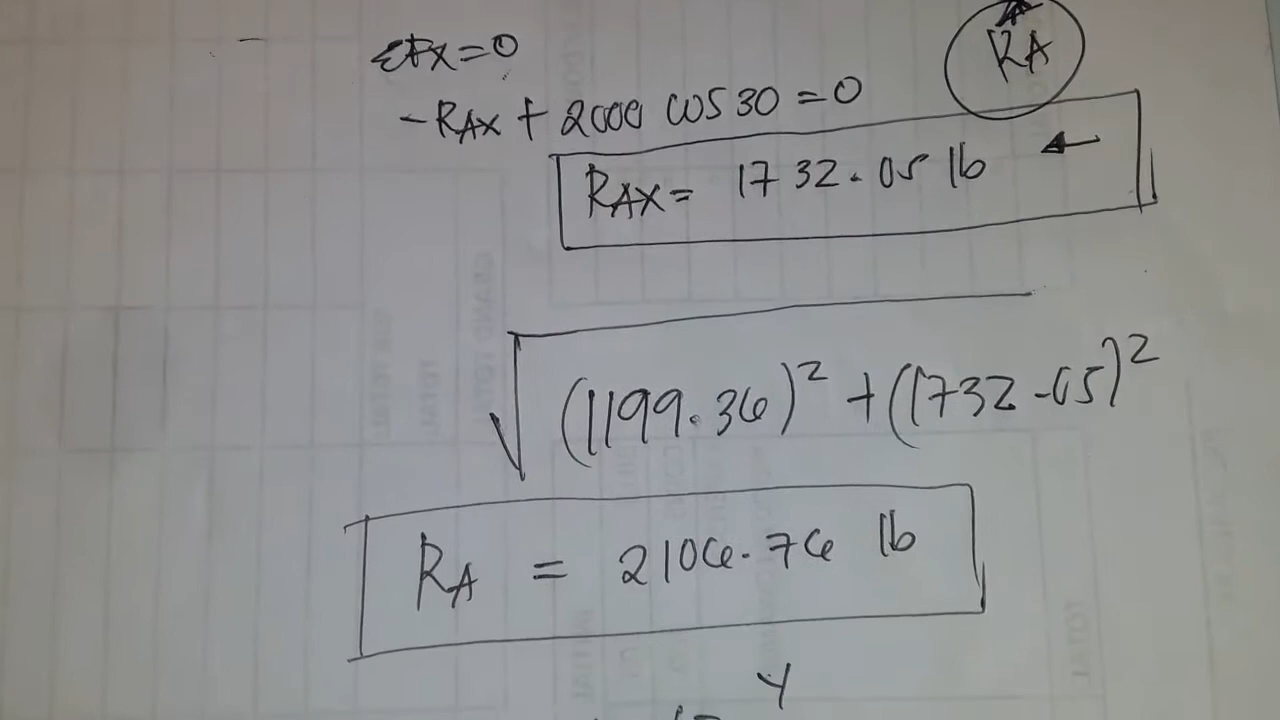 RA
ΣFx=0
-RAX + 2000 cos 30 = 0
RAX = 1732.05 lb ←
√(1199.36)² + (1732.05)²
RA = 2106.76 lb
y